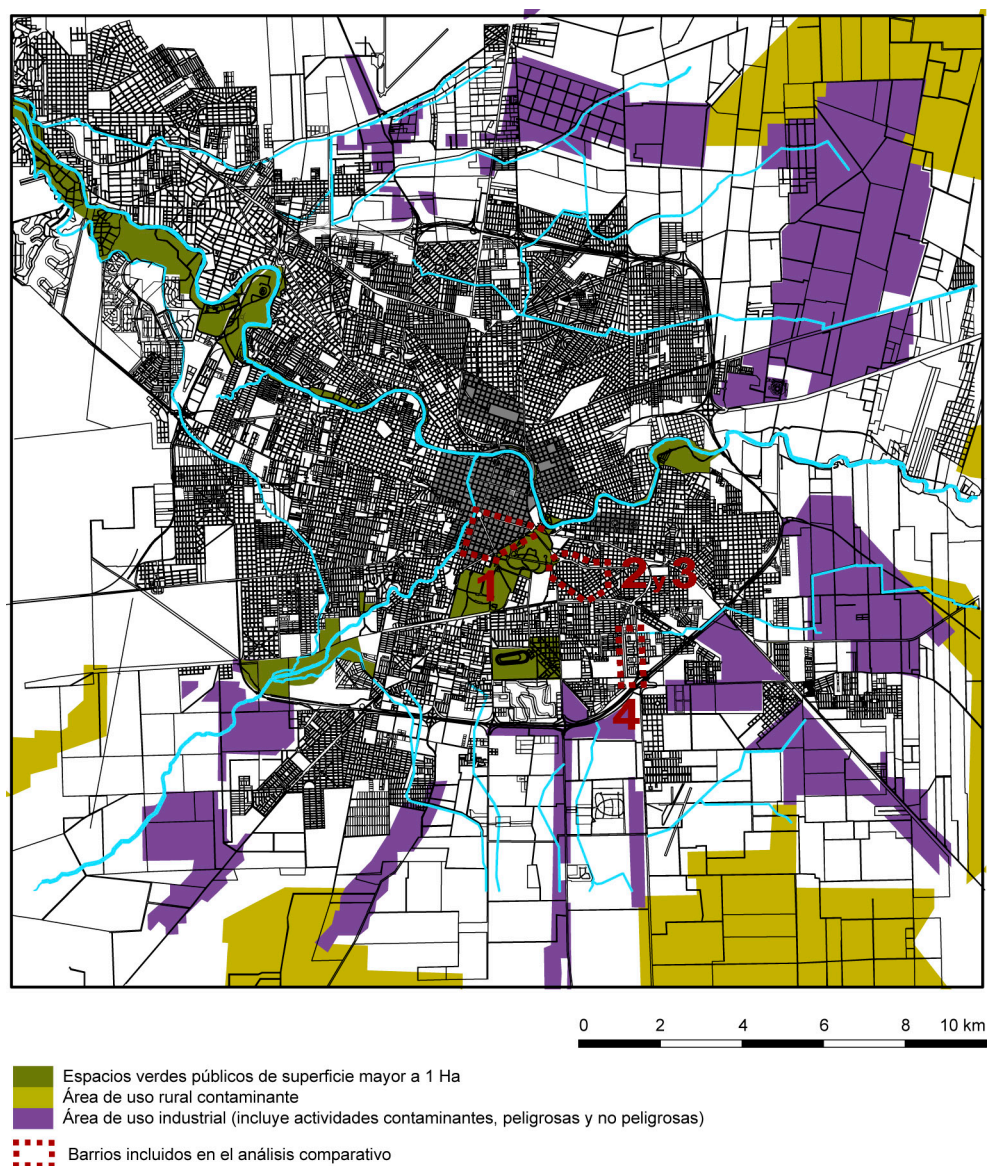 1
2 y 3
4
0 2 4 6 8 10 km
Espacios verdes públicos de superficie mayor a 1 Ha
Área de uso rural contaminante
Área de uso industrial (incluye actividades contaminantes, peligrosas y no peligrosas)
Barrios incluidos en el análisis comparativo